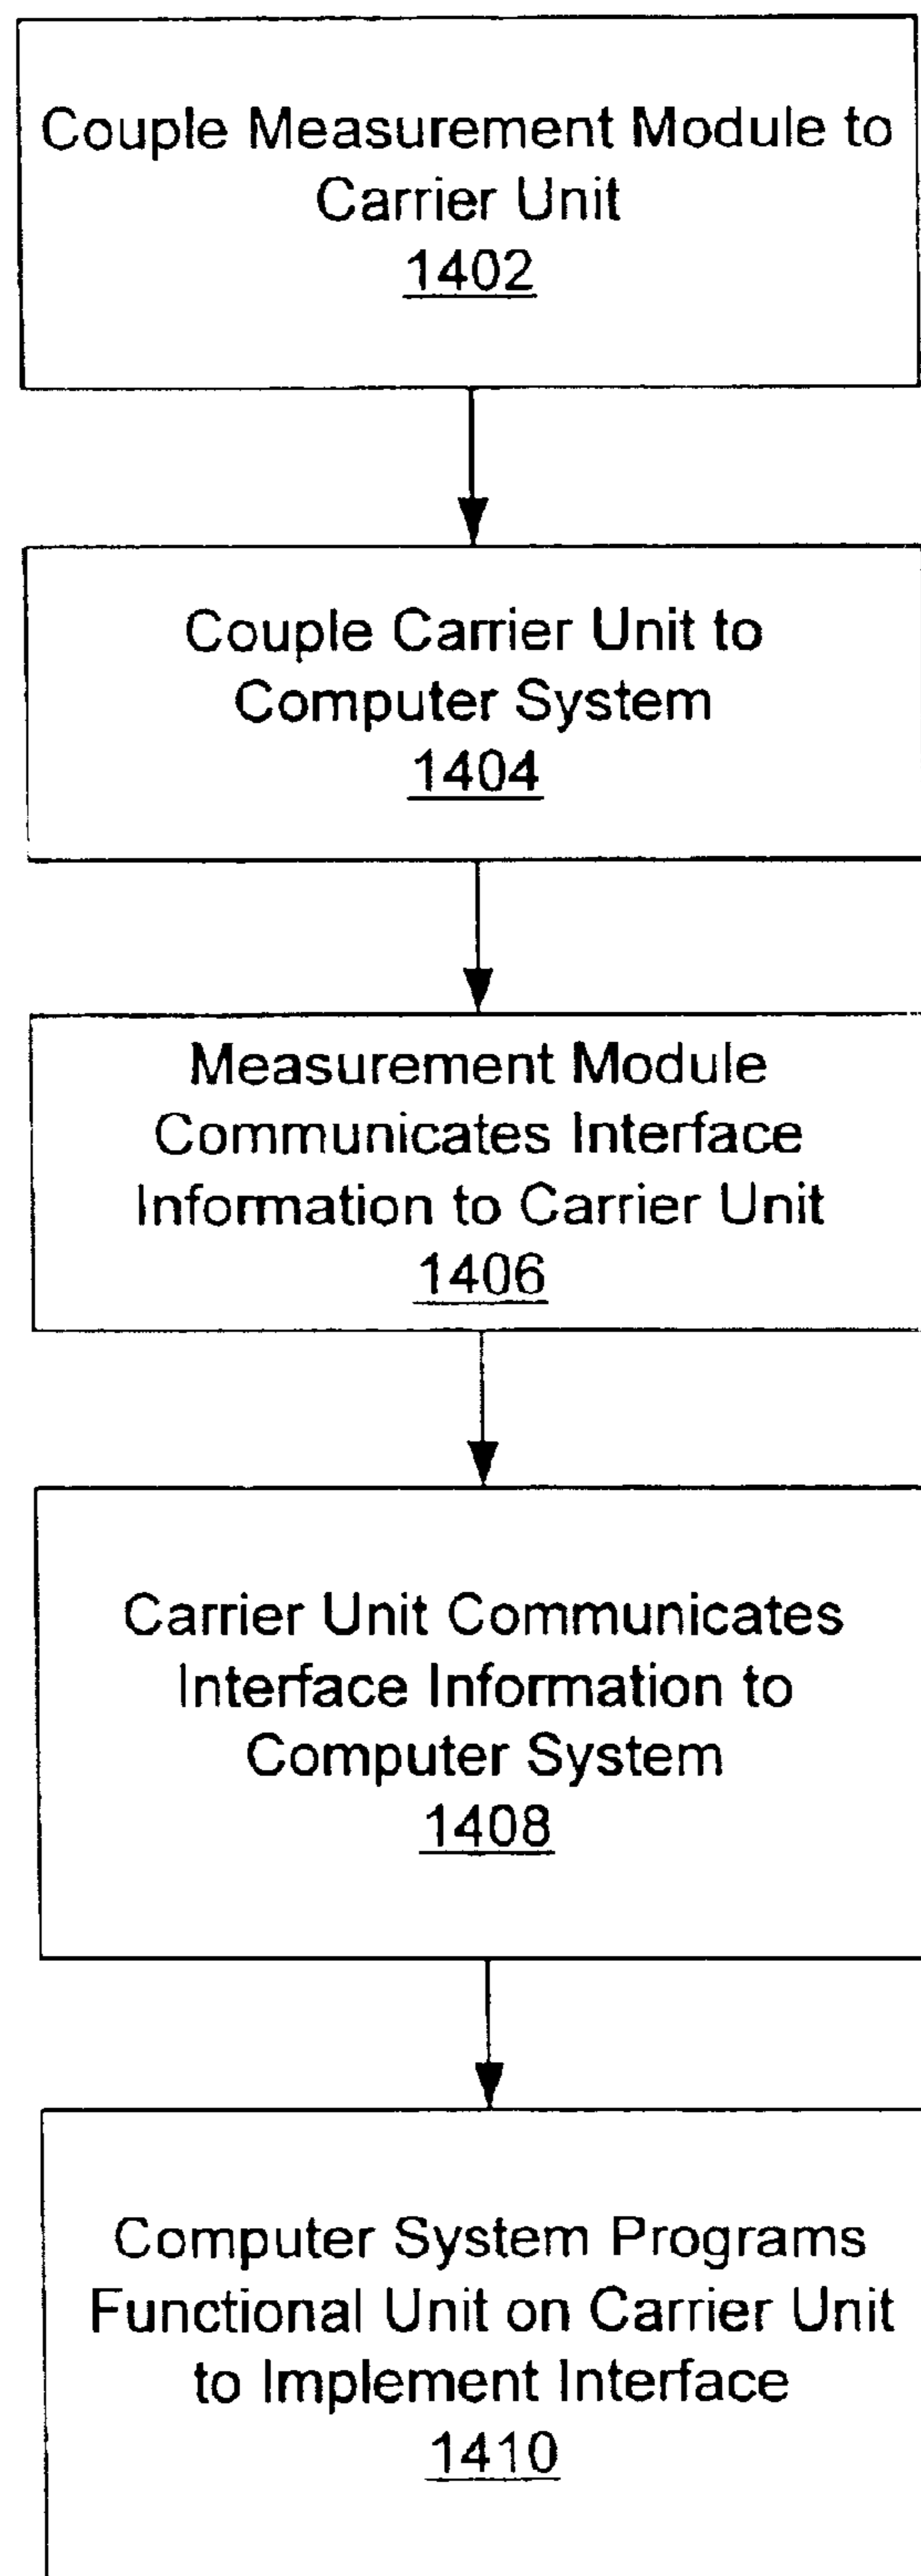 Couple Measurement Module to
Carrier Unit
1402
Couple Carrier Unit to
Computer System
1404
Measurement Module
Communicates Interface
Information to Carrier Unit
1406
Carrier Unit Communicates
Interface Information to
Computer System
1408
Computer System Programs
Functional Unit on Carrier Unit
to Implement Interface
1410